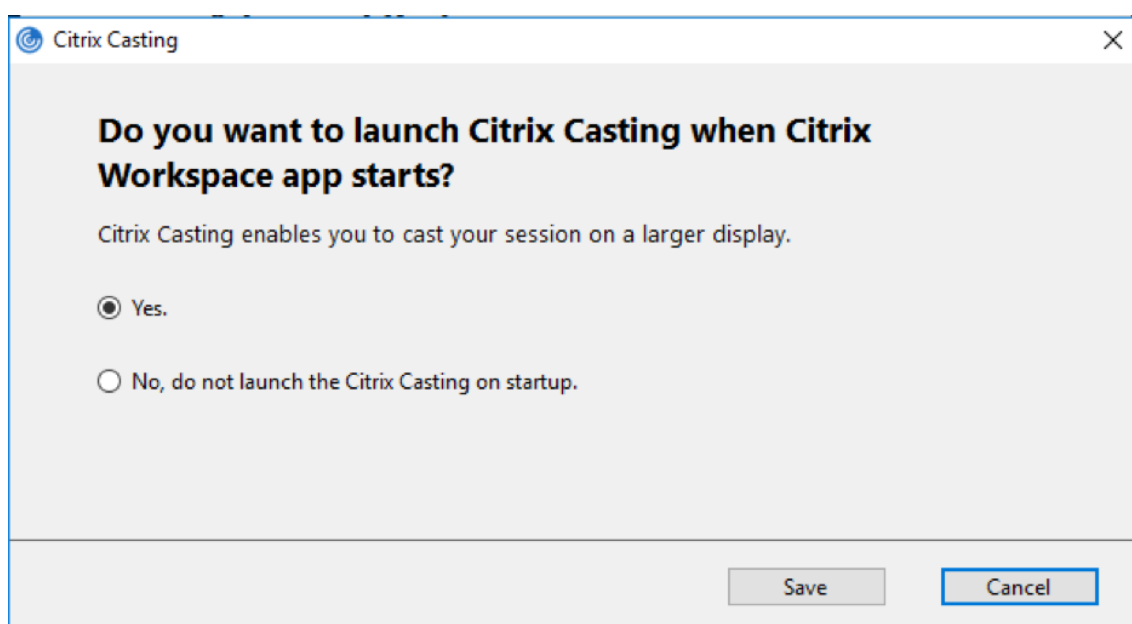 Citrix Casting
Do you want to launch Citrix Casting when Citrix
Workspace app starts?
Citrix Casting enables you to cast your session on a larger display.
Yes.
No, do not launch the Citrix Casting on startup.
Save
Cancel